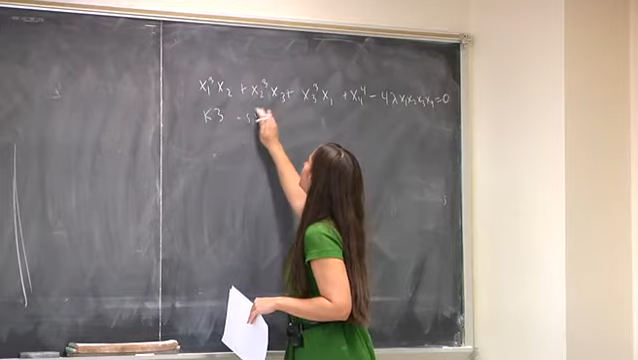 x₁³x₂ + x₂³x₃ + x₃³x₁ + x₄⁴ - 4λx₁x₂x₃x₄=0
K3 - s